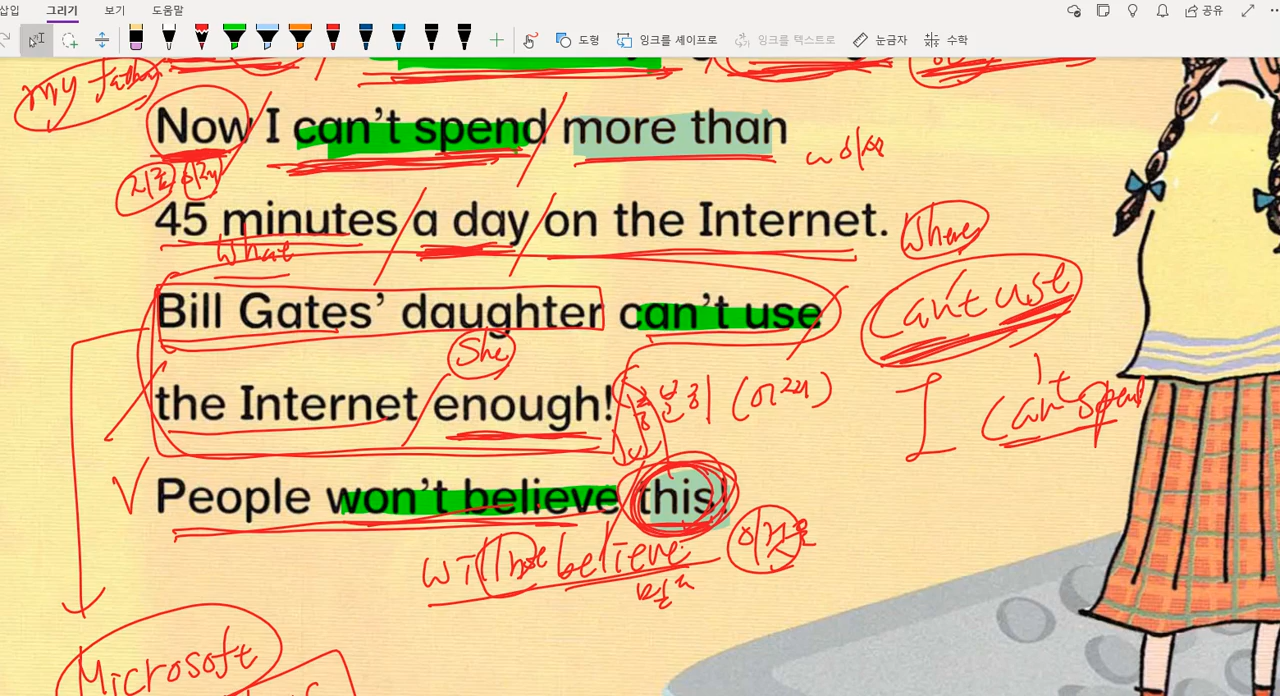 삽입 그리기 보기 도움말 공유
도형 잉크를 셰이프로 잉크를 텍스트로 눈금자 수학
my father
Now I can't spend more than
이상
지금 이제
45 minutes a day on the Internet.
Where
What
Bill Gates' daughter can't use
can't use
She
the Internet enough!
충분히 (어찌)
I can't spend
People won't believe this!
will not believe
이것을
믿
Microsoft